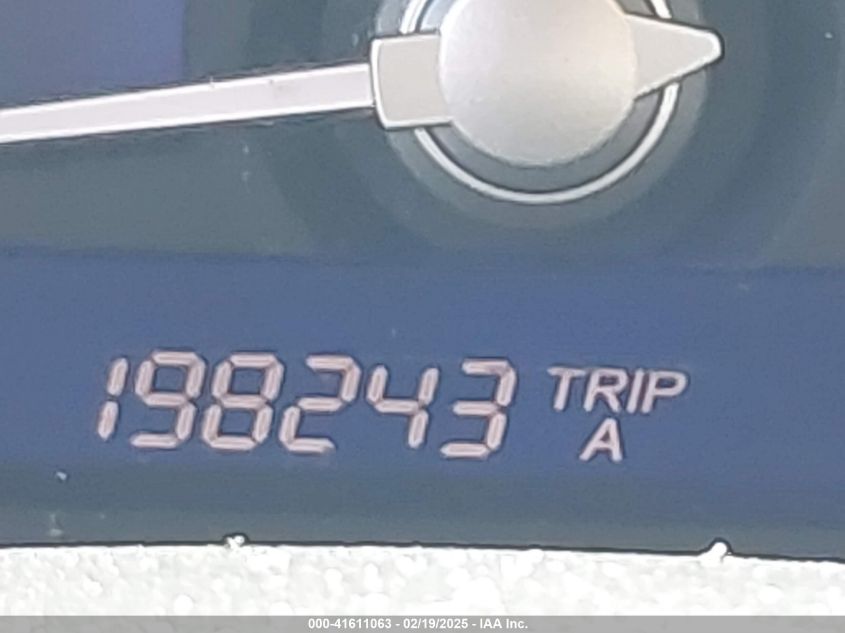 198243 TRIP
A
000-41611063 - 02/19/2025 - IAA Inc.